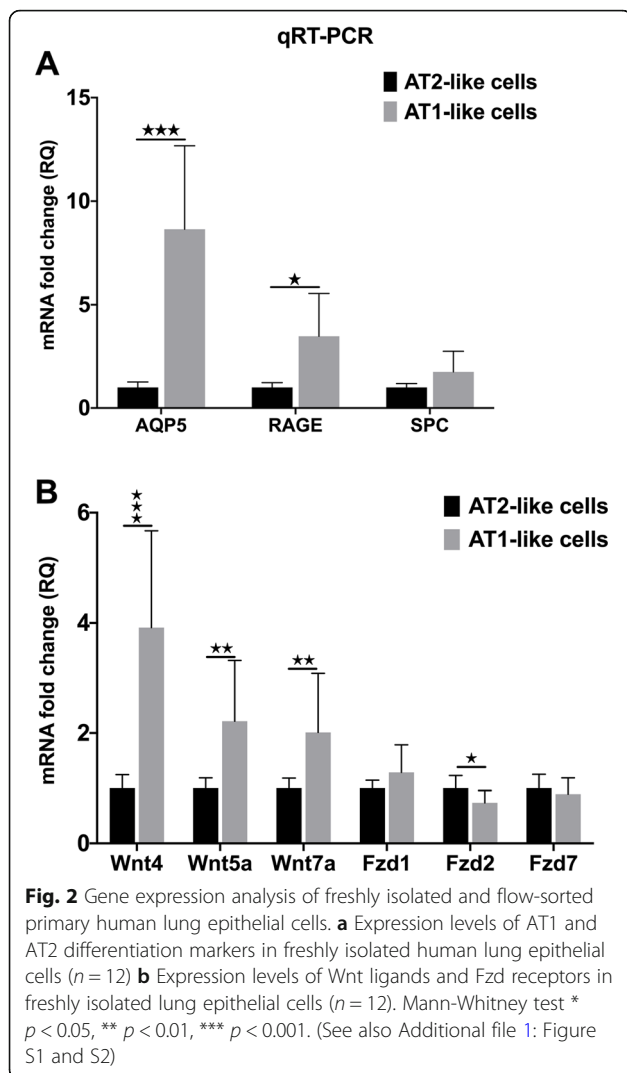 qRT-PCR
A
AT2-like cells
AT1-like cells
mRNA fold change (RQ)
15
10
5
0
★★★
★
AQP5 RAGE SPC
B
AT2-like cells
AT1-like cells
mRNA fold change (RQ)
6
4
2
0
★★★
★★
★★
★
Wnt4 Wnt5a Wnt7a Fzd1 Fzd2 Fzd7
Fig. 2 Gene expression analysis of freshly isolated and flow-sorted
primary human lung epithelial cells. a Expression levels of AT1 and
AT2 differentiation markers in freshly isolated human lung epithelial
cells (n = 12) b Expression levels of Wnt ligands and Fzd receptors in
freshly isolated lung epithelial cells (n = 12). Mann-Whitney test *
p < 0.05, ** p < 0.01, *** p < 0.001. (See also Additional file 1: Figure
S1 and S2)